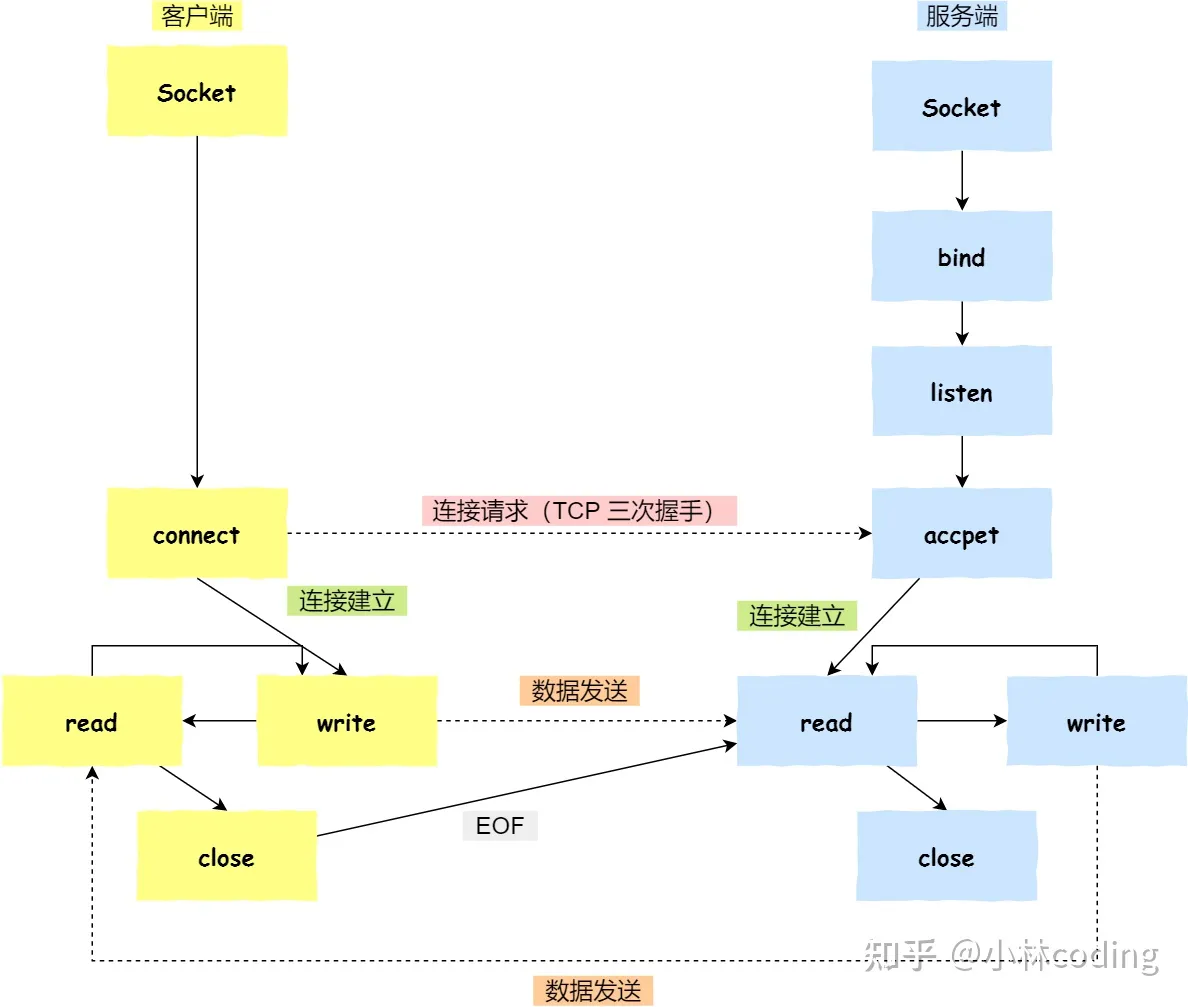 客户端
服务端
Socket
Socket
bind
listen
连接请求（TCP 三次握手）
connect
accpet
连接建立
连接建立
数据发送
read
write
read
write
EOF
close
close
知乎 @小林coding
数据发送